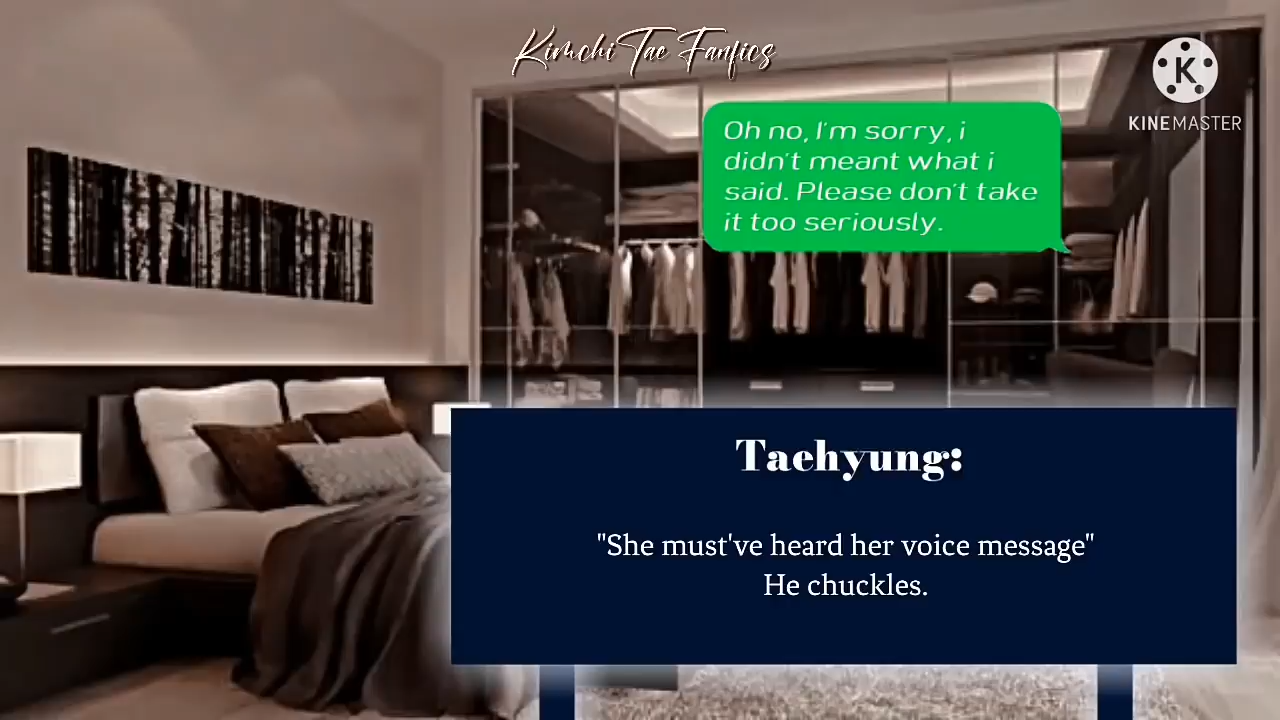 Kimchi Tae Fanfics
K
KINEMASTER
Oh no, I'm sorry, i
didn't meant what i
said. Please don't take
it too seriously.
Taehyung:
"She must've heard her voice message"
He chuckles.